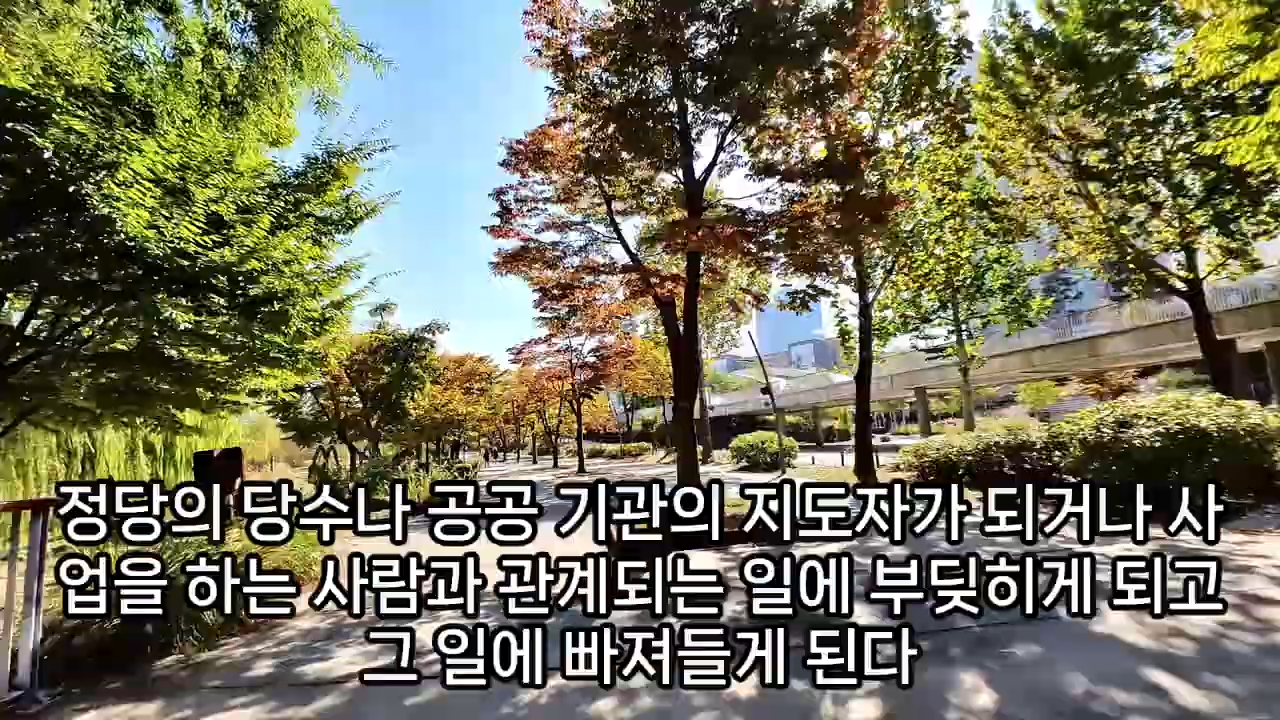 정당의 당수나 공공 기관의 지도자가 되거나 사
업을 하는 사람과 관계되는 일에 부딪히게 되고
그 일에 빠져들게 된다